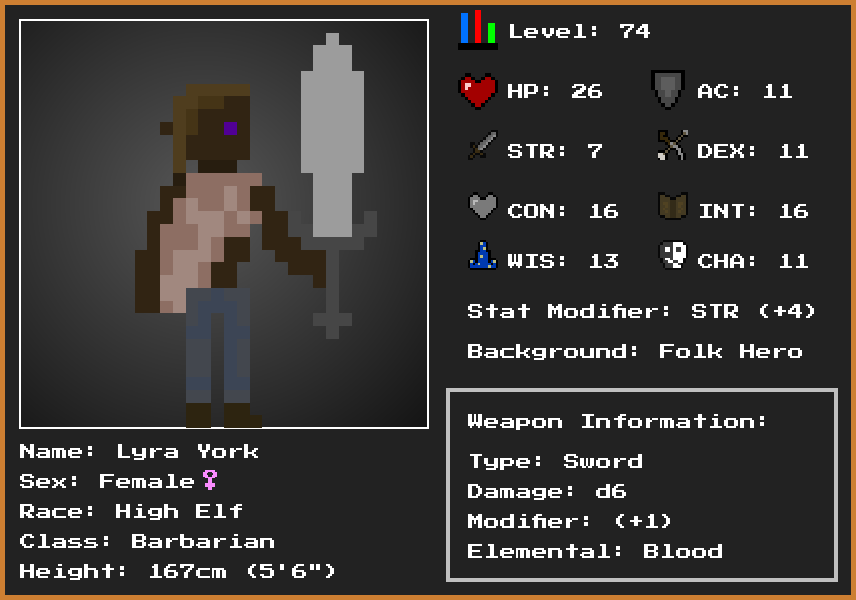 Level: 74
HP: 26 AC: 11
STR: 7 DEX: 11
CON: 16 INT: 16
WIS: 13 CHA: 11
Stat Modifier: STR (+4)
Background: Folk Hero
Weapon Information:
Type: Sword
Damage: d6
Modifier: (+1)
Elemental: Blood
Name: Lyra York
Sex: Female♀
Race: High Elf
Class: Barbarian
Height: 167cm (5'6")